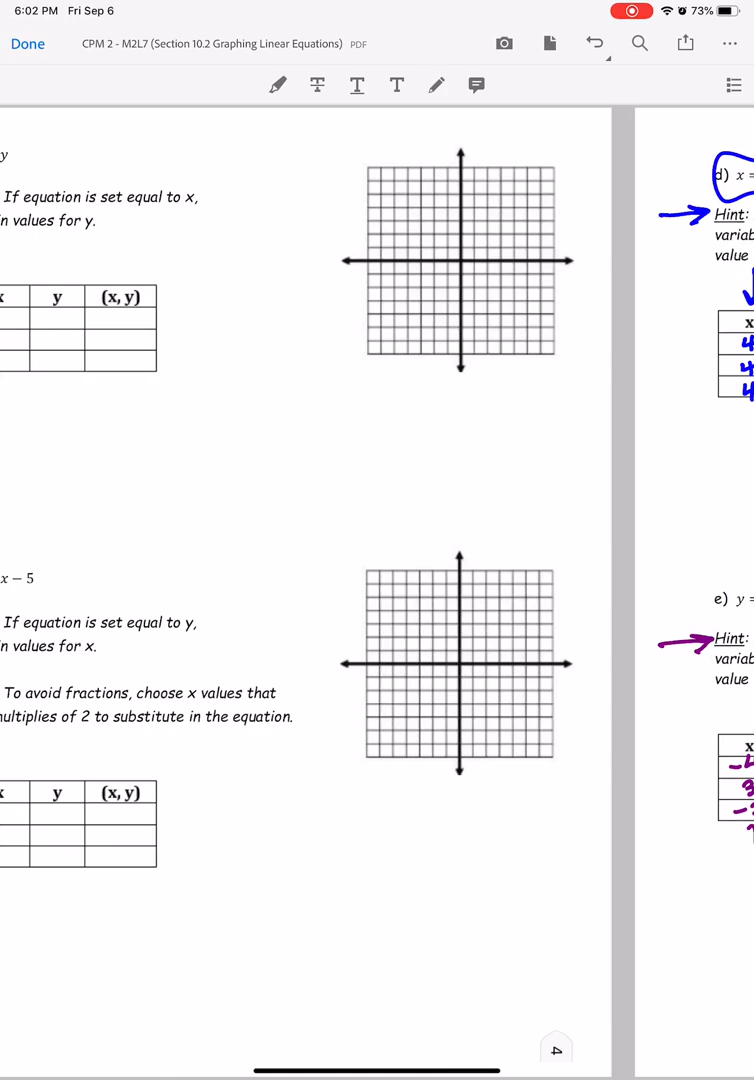 6:02 PM Fri Sep 6
73%
Done
CPM 2 - M2L7 (Section 10.2 Graphing Linear Equations) PDF
y
If equation is set equal to x,
n values for y.
x y (x, y)
x − 5
If equation is set equal to y,
n values for x.
To avoid fractions, choose x values that
multiplies of 2 to substitute in the equation.
x y (x, y)
4
d) x =
Hint:
variab
value
x
4
4
4
e) y =
Hint:
variab
value
x
-4
3